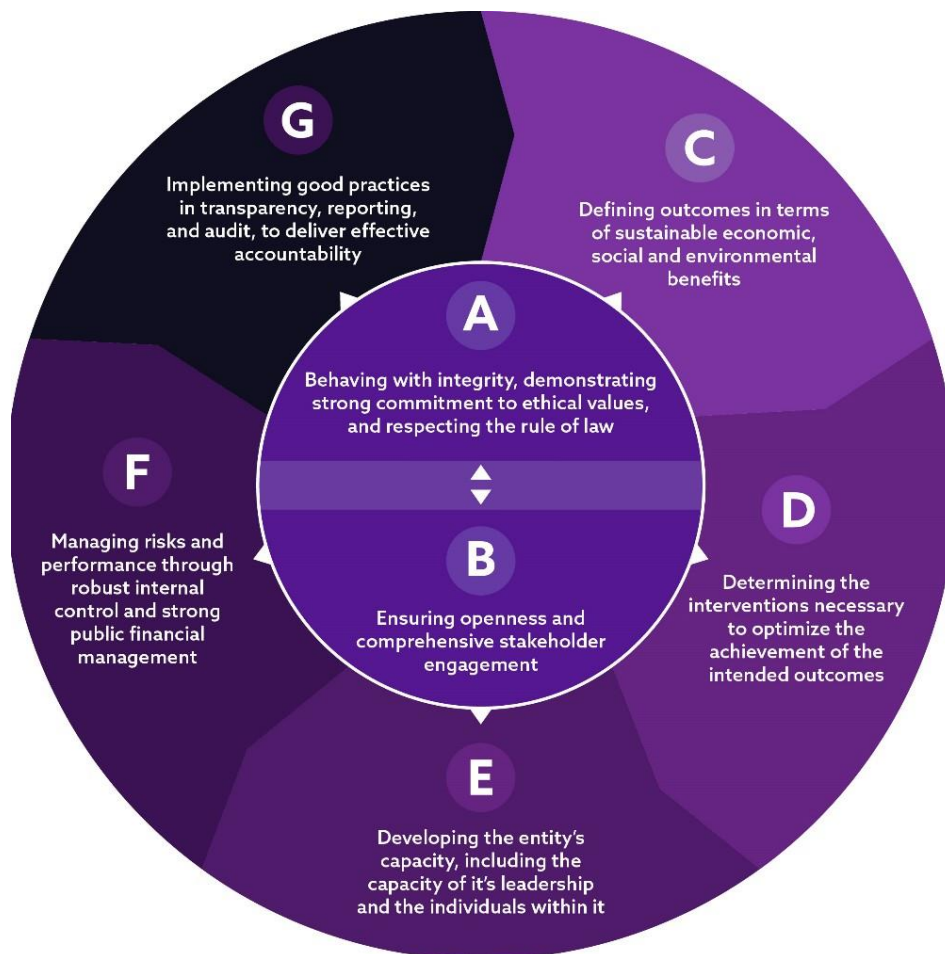 A
Behaving with integrity, demonstrating
strong commitment to ethical values,
and respecting the rule of law
B
Ensuring openness and
comprehensive stakeholder
engagement
C
Defining outcomes in terms
of sustainable economic,
social and environmental
benefits
D
Determining the
interventions necessary
to optimize the
achievement of the
intended outcomes
E
Developing the entity’s
capacity, including the
capacity of it’s leadership
and the individuals within it
F
Managing risks and
performance through
robust internal
control and strong
public financial
management
G
Implementing good practices
in transparency, reporting,
and audit, to deliver effective
accountability